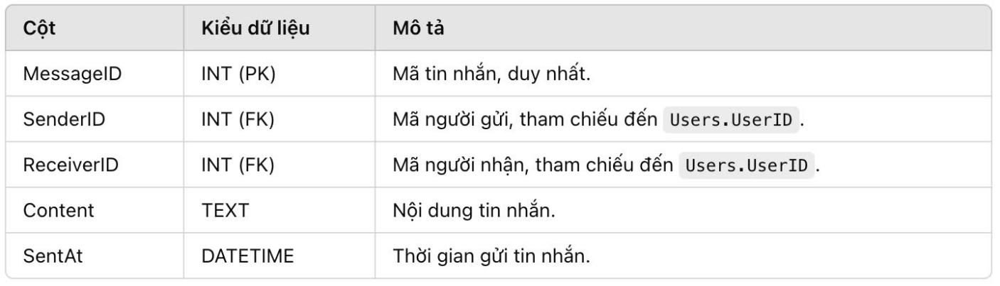 Cột Kiểu dữ liệu Mô tả
MessageID INT (PK) Mã tin nhắn, duy nhất.
SenderID INT (FK) Mã người gửi, tham chiếu đến Users.UserID.
ReceiverID INT (FK) Mã người nhận, tham chiếu đến Users.UserID.
Content TEXT Nội dung tin nhắn.
SentAt DATETIME Thời gian gửi tin nhắn.